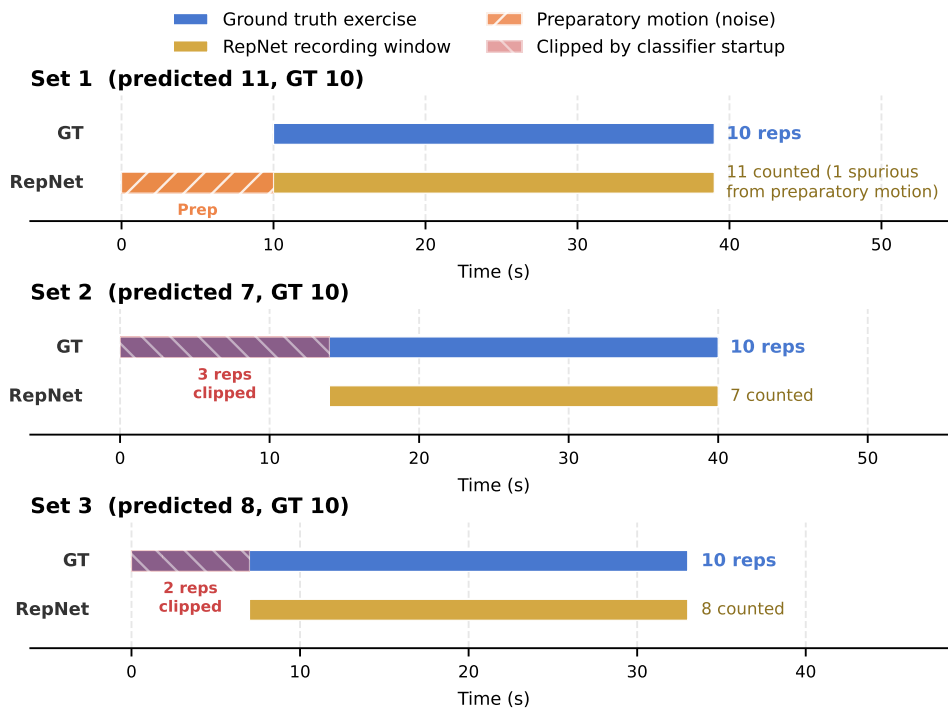 Ground truth exercise
RepNet recording window
Preparatory motion (noise)
Clipped by classifier startup
Set 1  (predicted 11, GT 10)
GT
10 reps
RepNet
11 counted (1 spurious
from preparatory motion)
Prep
0 10 20 30 40 50
Time (s)
Set 2  (predicted 7, GT 10)
GT
10 reps
3 reps
clipped
RepNet
7 counted
0 10 20 30 40 50
Time (s)
Set 3  (predicted 8, GT 10)
GT
10 reps
2 reps
clipped
RepNet
8 counted
0 10 20 30 40
Time (s)